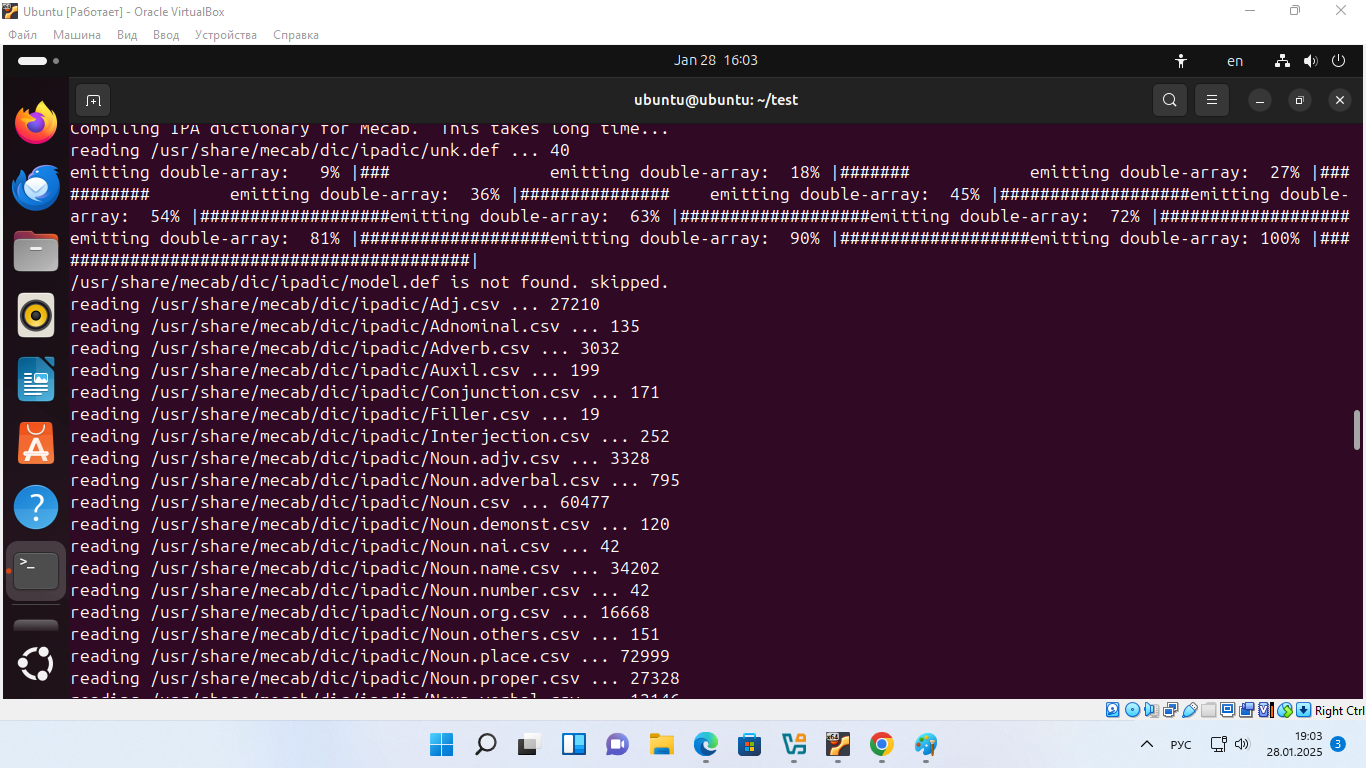 Ubuntu [Работает] - Oracle VirtualBox
Файл Машина Вид Ввод Устройства Справка
Jan 28 16:03
en
ubuntu@ubuntu: ~/test
Compiling IPA dictionary for Mecab. This takes long time...
reading /usr/share/mecab/dic/ipadic/unk.def ... 40
emitting double-array:   9% |###                emitting double-array:  18% |#######            emitting double-array:  27% |###
########        emitting double-array:  36% |###############    emitting double-array:  45% |###################emitting double-
array:  54% |###################emitting double-array:  63% |###################emitting double-array:  72% |###################
emitting double-array:  81% |###################emitting double-array:  90% |###################emitting double-array: 100% |###
########################################|
/usr/share/mecab/dic/ipadic/model.def is not found. skipped.
reading /usr/share/mecab/dic/ipadic/Adj.csv ... 27210
reading /usr/share/mecab/dic/ipadic/Adnominal.csv ... 135
reading /usr/share/mecab/dic/ipadic/Adverb.csv ... 3032
reading /usr/share/mecab/dic/ipadic/Auxil.csv ... 199
reading /usr/share/mecab/dic/ipadic/Conjunction.csv ... 171
reading /usr/share/mecab/dic/ipadic/Filler.csv ... 19
reading /usr/share/mecab/dic/ipadic/Interjection.csv ... 252
reading /usr/share/mecab/dic/ipadic/Noun.adjv.csv ... 3328
reading /usr/share/mecab/dic/ipadic/Noun.adverbal.csv ... 795
reading /usr/share/mecab/dic/ipadic/Noun.csv ... 60477
reading /usr/share/mecab/dic/ipadic/Noun.demonst.csv ... 120
reading /usr/share/mecab/dic/ipadic/Noun.nai.csv ... 42
reading /usr/share/mecab/dic/ipadic/Noun.name.csv ... 34202
reading /usr/share/mecab/dic/ipadic/Noun.number.csv ... 42
reading /usr/share/mecab/dic/ipadic/Noun.org.csv ... 16668
reading /usr/share/mecab/dic/ipadic/Noun.others.csv ... 151
reading /usr/share/mecab/dic/ipadic/Noun.place.csv ... 72999
reading /usr/share/mecab/dic/ipadic/Noun.proper.csv ... 27328
reading /usr/share/mecab/dic/ipadic/Noun.verbal.csv ... 12146
Right Ctrl
РУС
19:03
28.01.2025
3